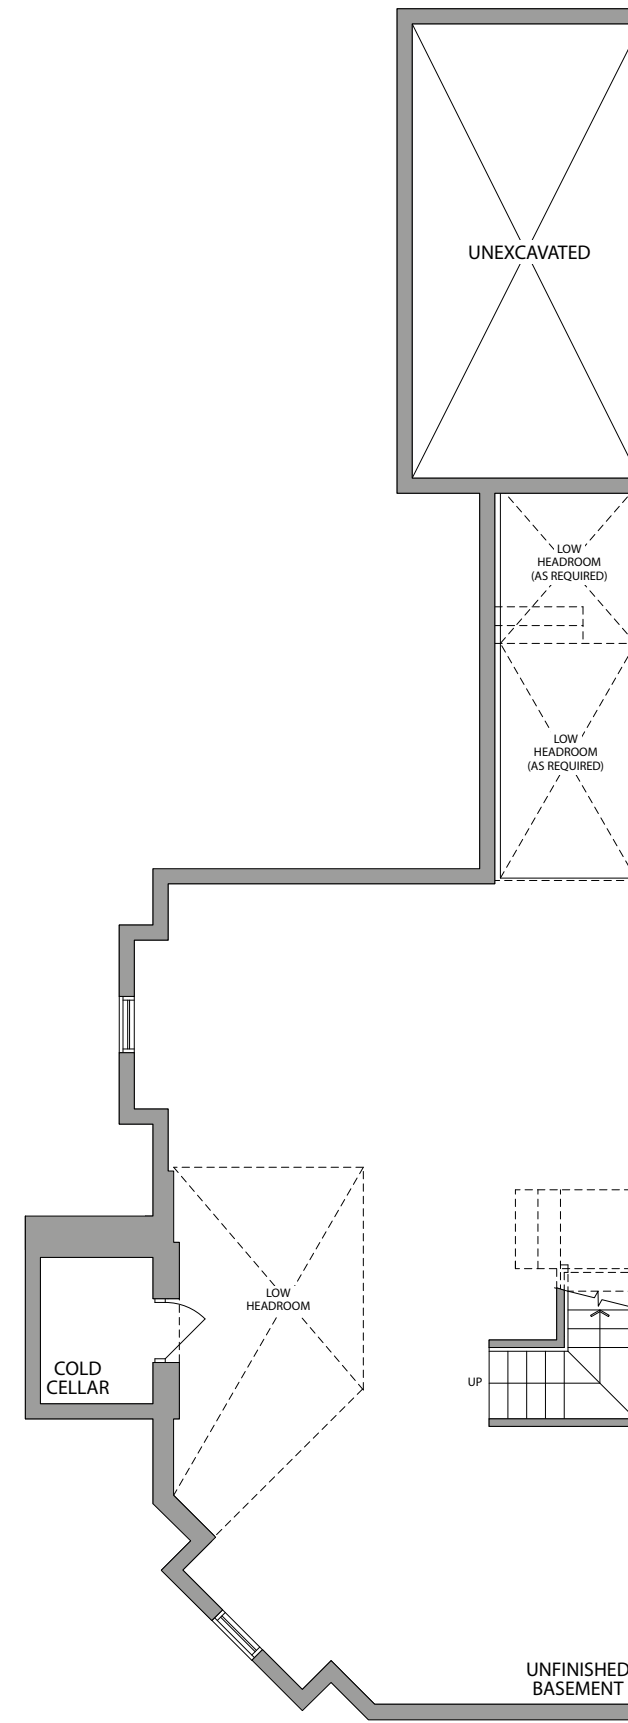 UNEXCAVATED
LOW
HEADROOM
(AS REQUIRED)
LOW
HEADROOM
(AS REQUIRED)
LOW
HEADROOM
COLD
CELLAR
UP
UNFINISHED
BASEMENT